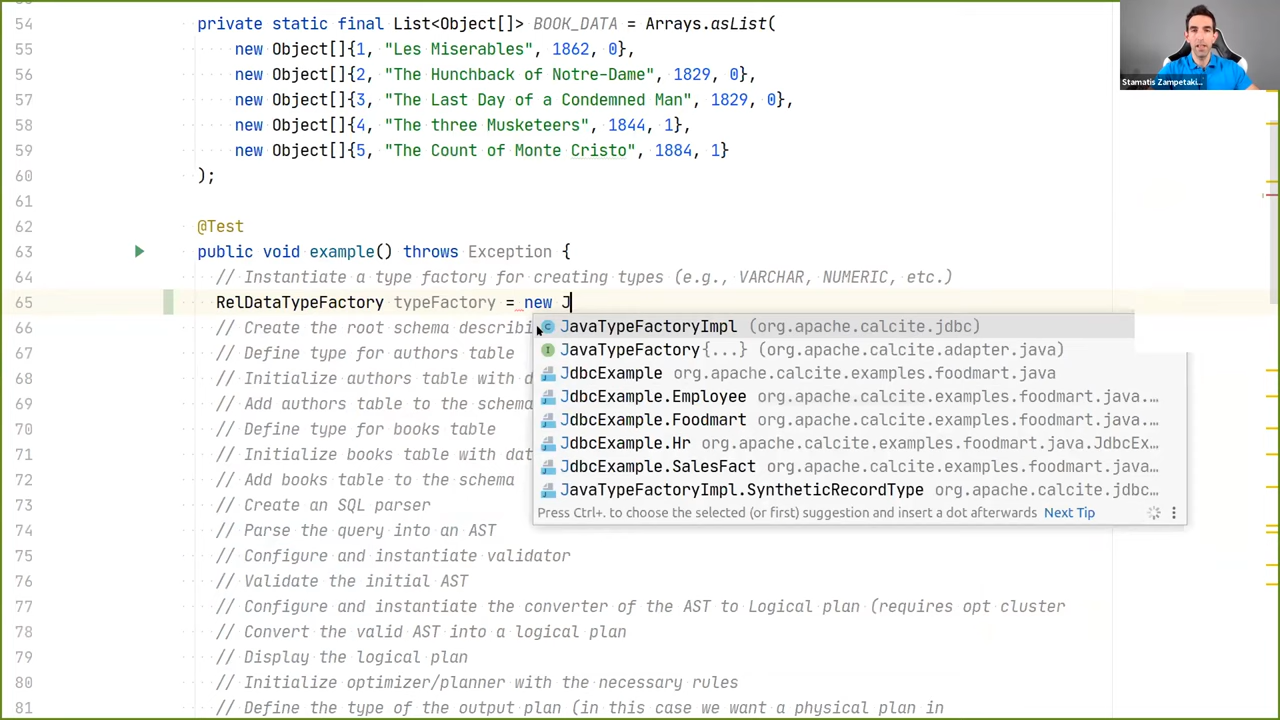 54 private static final List<Object[]> BOOK_DATA = Arrays.asList(
55 new Object[]{1, "Les Miserables", 1862, 0},
56 new Object[]{2, "The Hunchback of Notre-Dame", 1829, 0},
57 new Object[]{3, "The Last Day of a Condemned Man", 1829, 0},
58 new Object[]{4, "The three Musketeers", 1844, 1},
59 new Object[]{5, "The Count of Monte Cristo", 1884, 1}
60 );
61
62 @Test
63 public void example() throws Exception {
64 // Instantiate a type factory for creating types (e.g., VARCHAR, NUMERIC, etc.)
65 RelDataTypeFactory typeFactory = new J
66 // Create the root schema describi
67 // Define type for authors table
68 // Initialize authors table with d
69 // Add authors table to the schema
70 // Define type for books table
71 // Initialize books table with dat
72 // Add books table to the schema
73 // Create an SQL parser
74 // Parse the query into an AST
75 // Configure and instantiate validator
76 // Validate the initial AST
77 // Configure and instantiate the converter of the AST to Logical plan (requires opt cluster
78 // Convert the valid AST into a logical plan
79 // Display the logical plan
80 // Initialize optimizer/planner with the necessary rules
81 // Define the type of the output plan (in this case we want a physical plan in
JavaTypeFactoryImpl (org.apache.calcite.jdbc)
JavaTypeFactory{...} (org.apache.calcite.adapter.java)
JdbcExample org.apache.calcite.examples.foodmart.java
JdbcExample.Employee org.apache.calcite.examples.foodmart.java.…
JdbcExample.Foodmart org.apache.calcite.examples.foodmart.java.…
JdbcExample.Hr org.apache.calcite.examples.foodmart.java.JdbcEx…
JdbcExample.SalesFact org.apache.calcite.examples.foodmart.java…
JavaTypeFactoryImpl.SyntheticRecordType org.apache.calcite.jdbc…
Press Ctrl+. to choose the selected (or first) suggestion and insert a dot afterwards Next Tip
Stamatis Zampetaki...